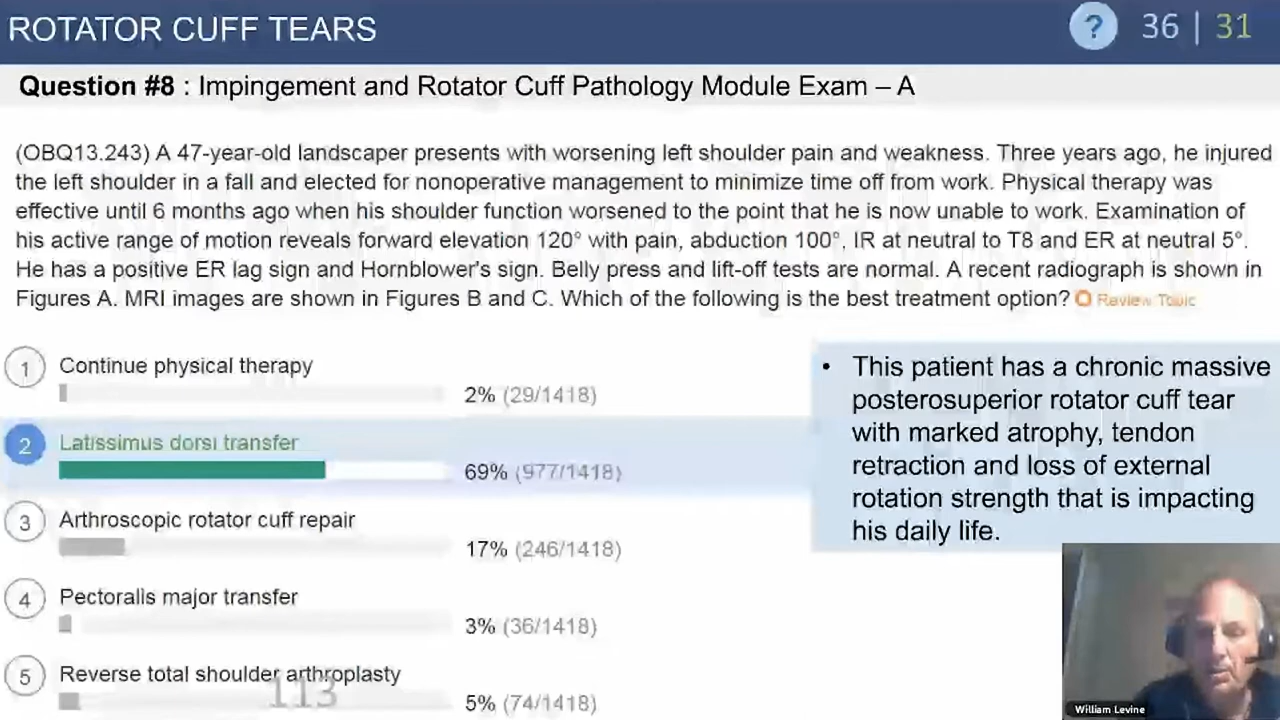 ROTATOR CUFF TEARS
? 36 | 31
Question #8 : Impingement and Rotator Cuff Pathology Module Exam – A
(OBQ13.243) A 47-year-old landscaper presents with worsening left shoulder pain and weakness. Three years ago, he injured
the left shoulder in a fall and elected for nonoperative management to minimize time off from work. Physical therapy was
effective until 6 months ago when his shoulder function worsened to the point that he is now unable to work. Examination of
his active range of motion reveals forward elevation 120° with pain, abduction 100°, IR at neutral to T8 and ER at neutral 5°.
He has a positive ER lag sign and Hornblower's sign. Belly press and lift-off tests are normal. A recent radiograph is shown in
Figures A. MRI images are shown in Figures B and C. Which of the following is the best treatment option? Review Topic
1 Continue physical therapy
2% (29/1418)
2 Latissimus dorsi transfer
69% (977/1418)
3 Arthroscopic rotator cuff repair
17% (246/1418)
4 Pectoralis major transfer
3% (36/1418)
5 Reverse total shoulder arthroplasty
5% (74/1418)
113
• This patient has a chronic massive
posterosuperior rotator cuff tear
with marked atrophy, tendon
retraction and loss of external
rotation strength that is impacting
his daily life.
William Levine